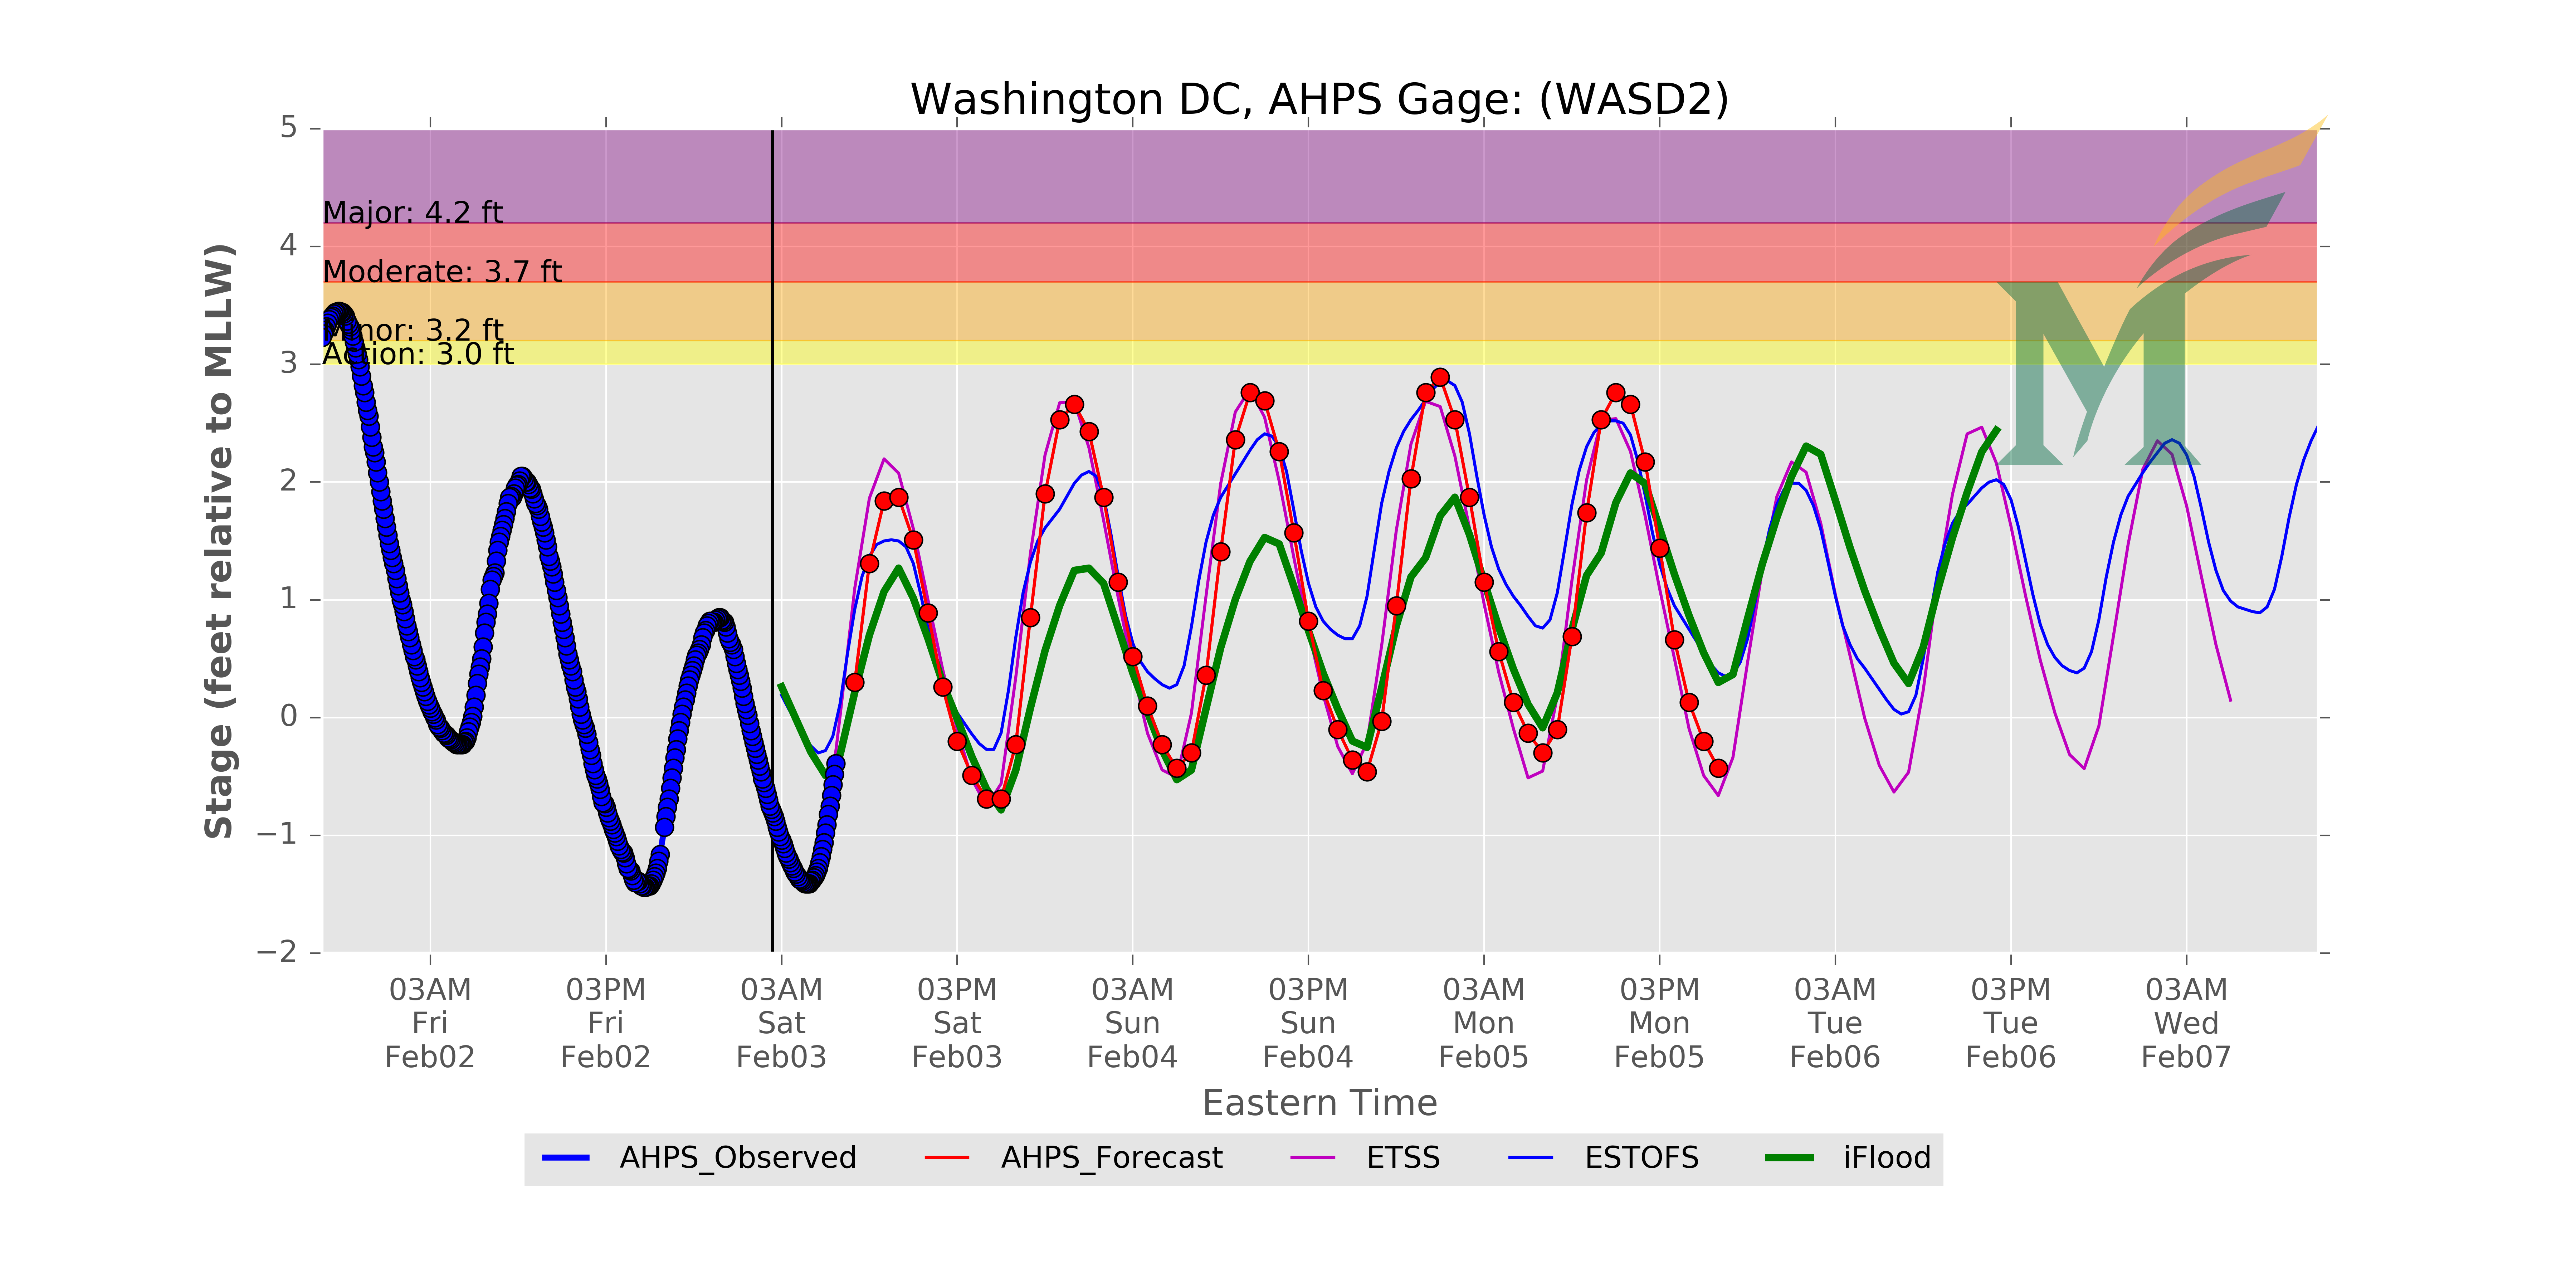 Washington DC, AHPS Gage: (WASD2)
Stage (feet relative to MLLW)
5
4
3
2
1
0
−1
−2
Major: 4.2 ft
Moderate: 3.7 ft
Minor: 3.2 ft
Action: 3.0 ft
M
03AM 03PM 03AM 03PM 03AM 03PM 03AM 03PM 03AM 03PM 03AM
Fri Fri Sat Sat Sun Sun Mon Mon Tue Tue Wed
Feb02 Feb02 Feb03 Feb03 Feb04 Feb04 Feb05 Feb05 Feb06 Feb06 Feb07
Eastern Time
AHPS_Observed AHPS_Forecast ETSS ESTOFS iFlood